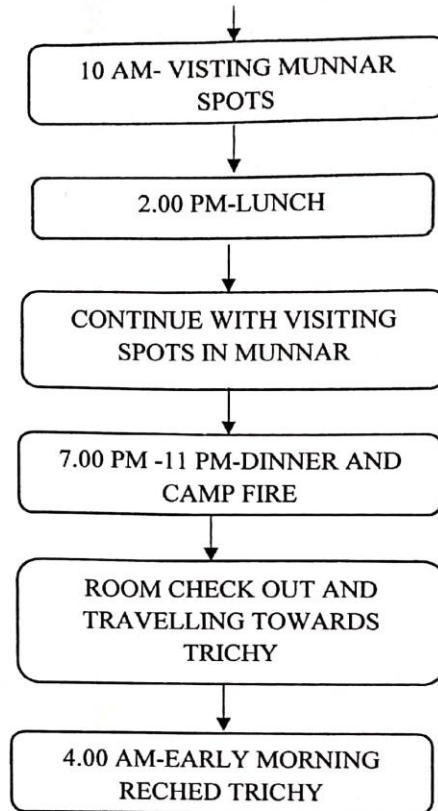 10 AM- VISTING MUNNAR
SPOTS
2.00 PM-LUNCH
CONTINUE WITH VISITING
SPOTS IN MUNNAR
7.00 PM -11 PM-DINNER AND
CAMP FIRE
ROOM CHECK OUT AND
TRAVELLING TOWARDS
TRICHY
4.00 AM-EARLY MORNING
RECHED TRICHY